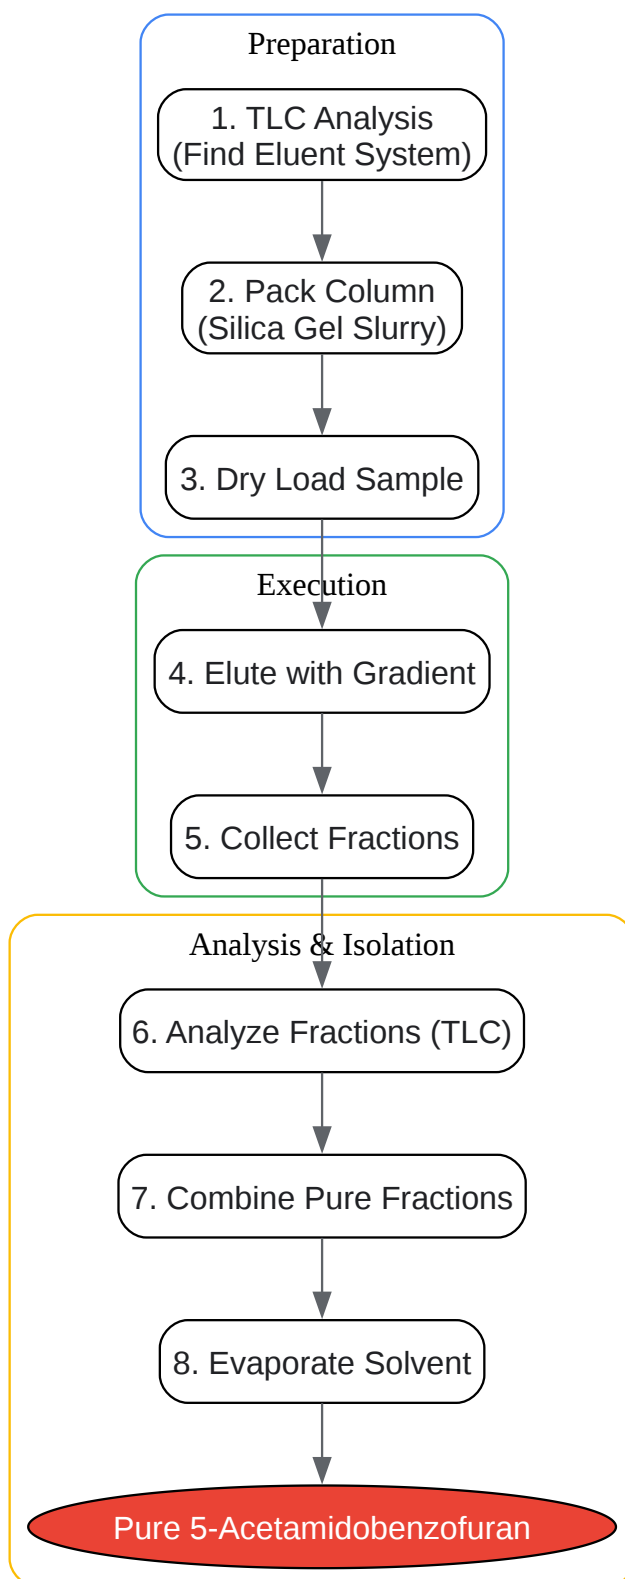 Preparation
1. TLC Analysis
(Find Eluent System)
2. Pack Column
(Silica Gel Slurry)
3. Dry Load Sample
Execution
4. Elute with Gradient
5. Collect Fractions
Analysis & Isolation
6. Analyze Fractions (TLC)
7. Combine Pure Fractions
8. Evaporate Solvent
Pure 5-Acetamidobenzofuran